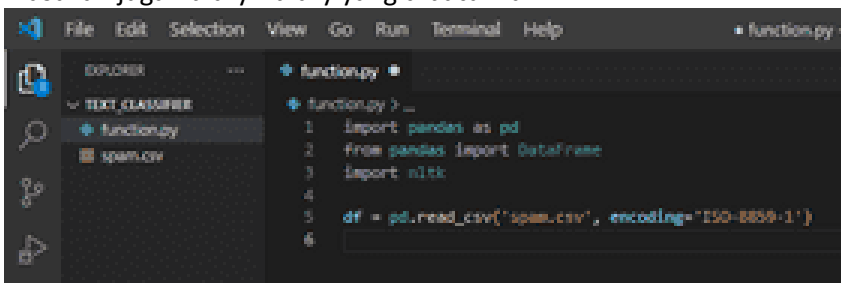 File Edit Selection View Go Run Terminal Help • function.py
EXPLORER ··· function.py ●
TEXT_CLASSIFIER function.py > ...
function.py 1 import pandas as pd
spam.csv 2 from pandas import DataFrame
3 import nltk
4
5 df = pd.read_csv('spam.csv', encoding='ISO-8859-1')
6